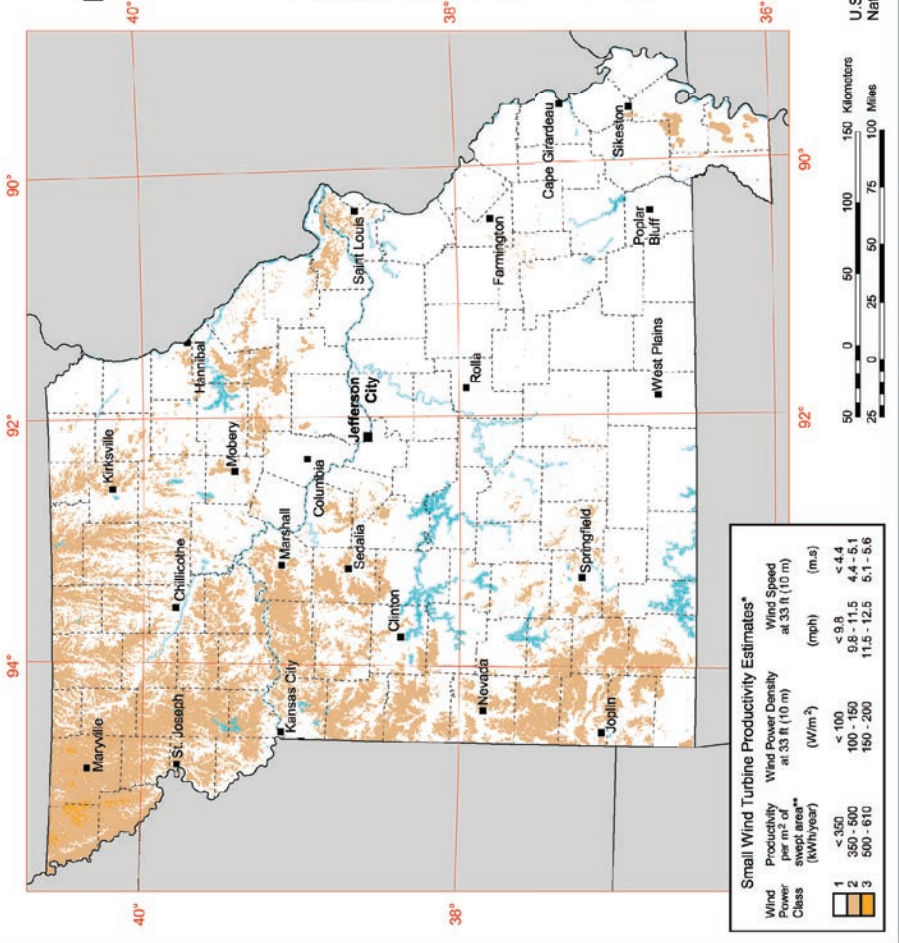 40°
38°
36°
90°
90°
92°
92°
94°
40°
38°
Maryville
St. Joseph
Kansas City
Chillicothe
Kirksville
Mobery
Hannibal
Marshall
Columbia
Sedalia
Clinton
Jefferson
City
Saint Louis
Rolla
Farmington
Cape Girardeau
Sikeston
Poplar
Bluff
West Plains
Springfield
Nevada
Joplin
Small Wind Turbine Productivity Estimates*
Wind Power Class
Productivity per m² of swept area** (kWh/year)
Wind Power Density at 33 ft (10 m) (W/m²)
Wind Speed at 33 ft (10 m)
(mph) (m.s)
1 < 350 < 100 < 9.8 < 4.4
2 350 - 500 100 - 150 9.8 - 11.5 4.4 - 5.1
3 500 - 610 150 - 200 11.5 - 12.5 5.1 - 5.6
50 0 50 100 150 Kilometers
25 0 25 50 75 100 Miles
U.S
Nat